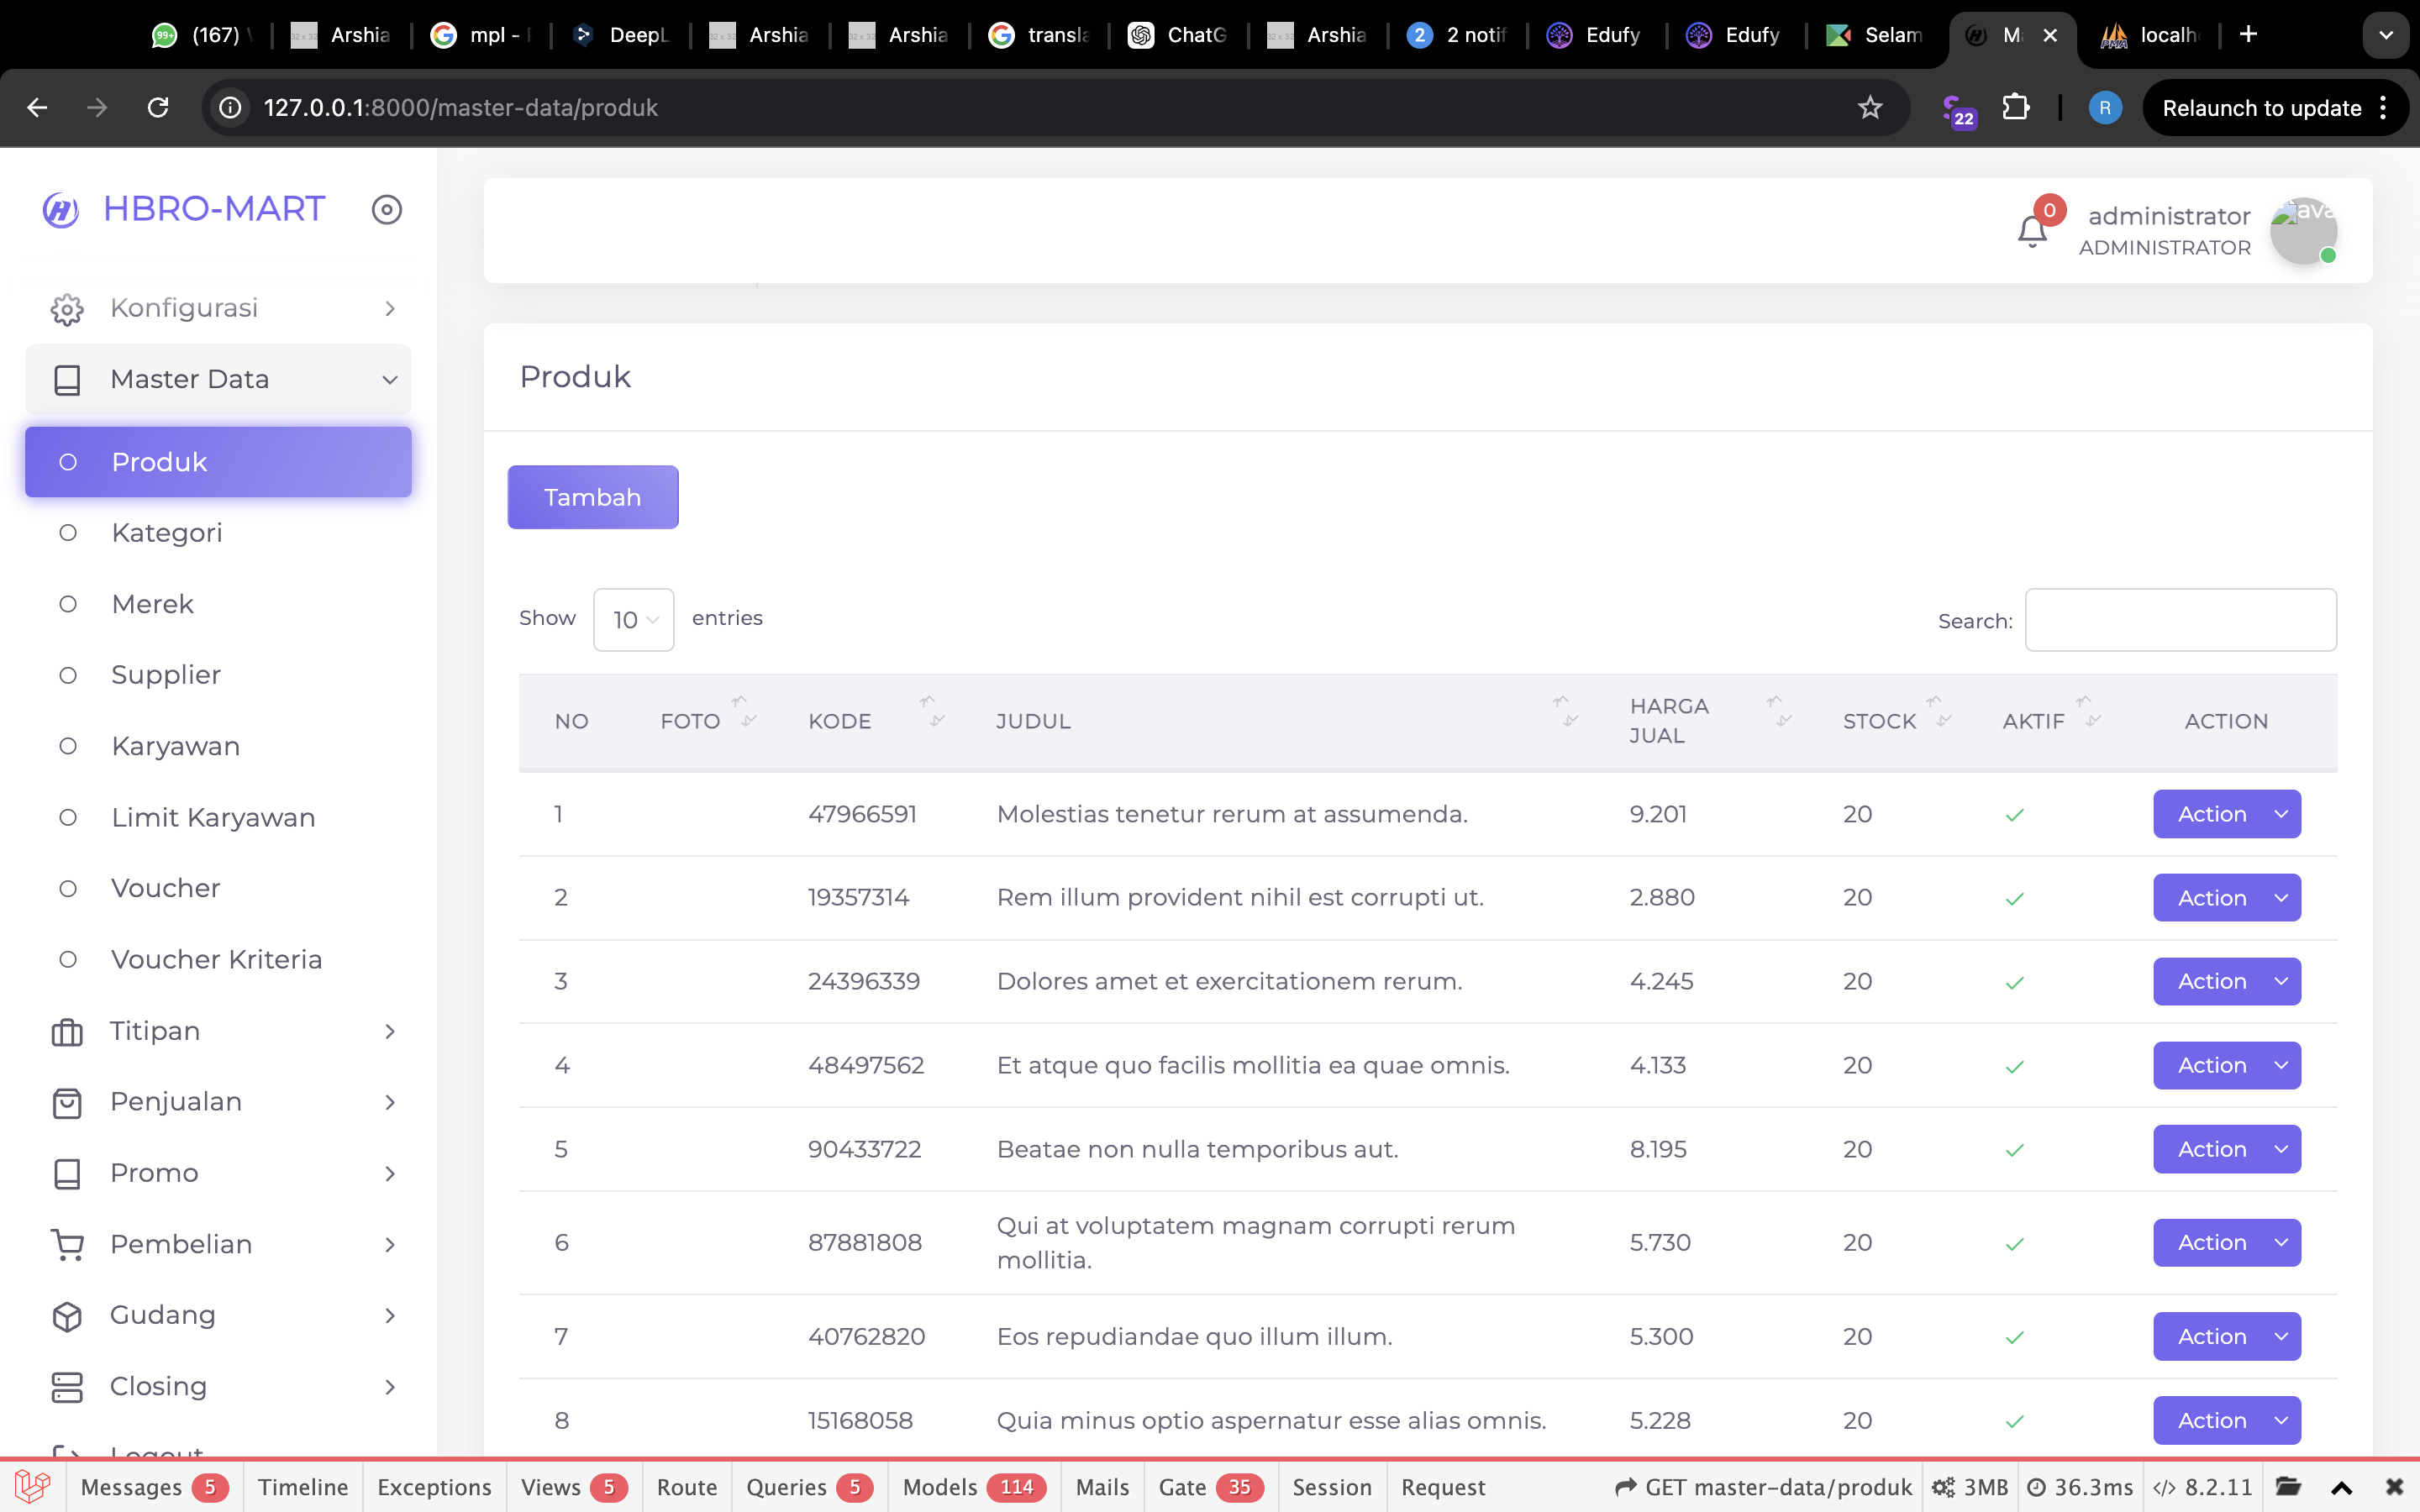 99+ (167)
Arshia
mpl -
DeepL
Arshia
Arshia
transla
ChatG
Arshia
2 2 notif
Edufy
Edufy
Selam
Ma
PMA localh
127.0.0.1:8000/master-data/produk
22
R
Relaunch to update
HBRO-MART
0
administrator
ADMINISTRATOR
Konfigurasi
Master Data
Produk
Kategori
Merek
Supplier
Karyawan
Limit Karyawan
Voucher
Voucher Kriteria
Titipan
Penjualan
Promo
Pembelian
Gudang
Closing
Logout
Produk
Tambah
Show 10 entries
Search:
NO FOTO KODE JUDUL HARGA JUAL STOCK AKTIF ACTION
1 47966591 Molestias tenetur rerum at assumenda. 9.201 20 Action
2 19357314 Rem illum provident nihil est corrupti ut. 2.880 20 Action
3 24396339 Dolores amet et exercitationem rerum. 4.245 20 Action
4 48497562 Et atque quo facilis mollitia ea quae omnis. 4.133 20 Action
5 90433722 Beatae non nulla temporibus aut. 8.195 20 Action
6 87881808 Qui at voluptatem magnam corrupti rerum mollitia. 5.730 20 Action
7 40762820 Eos repudiandae quo illum illum. 5.300 20 Action
8 15168058 Quia minus optio aspernatur esse alias omnis. 5.228 20 Action
Messages 5 Timeline Exceptions Views 5 Route Queries 5 Models 114 Mails Gate 35 Session Request GET master-data/produk 3MB 36.3ms 8.2.11